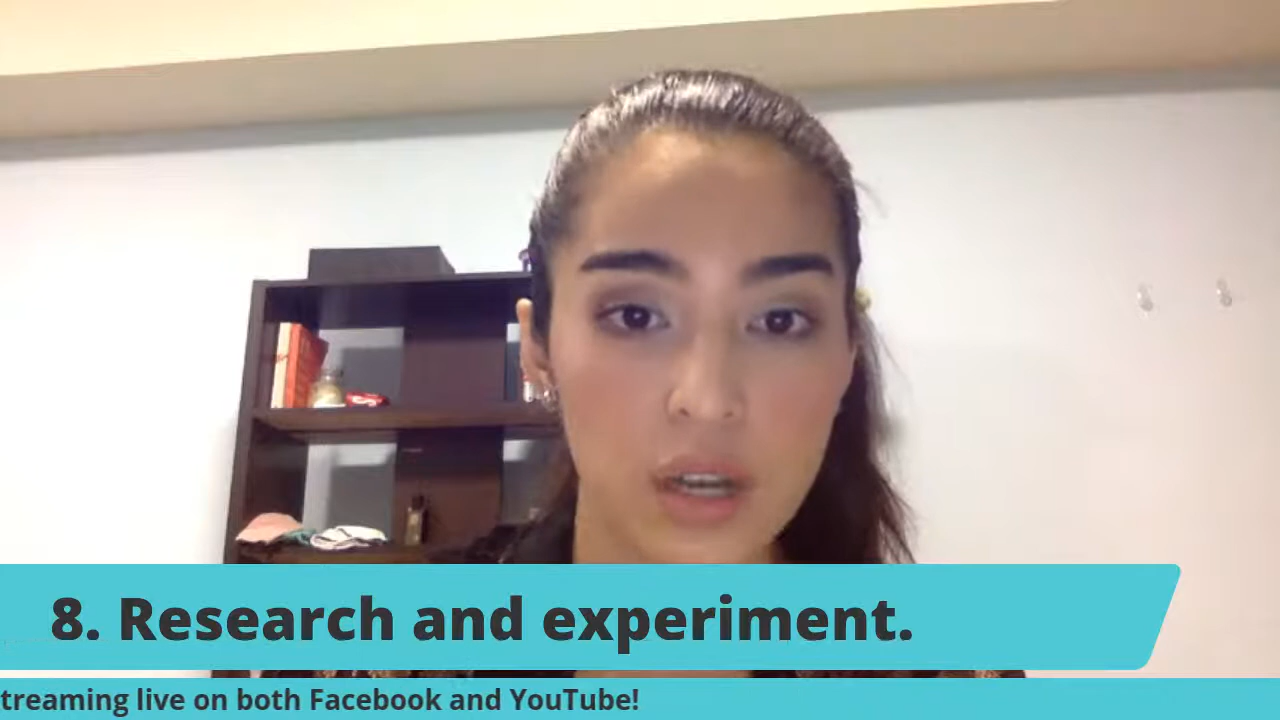 8. Research and experiment.
treaming live on both Facebook and YouTube!